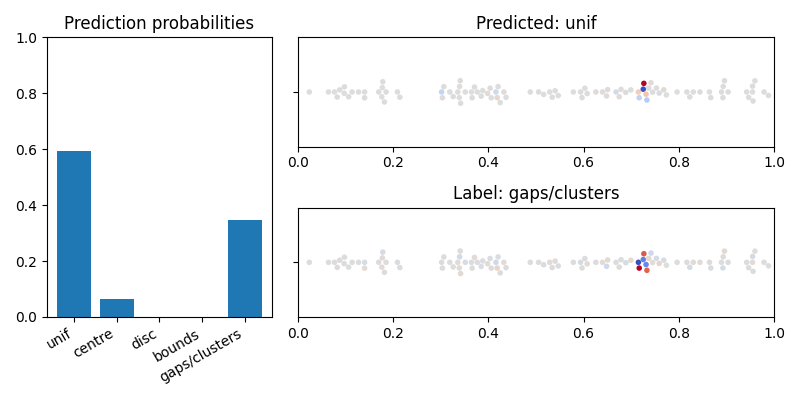 Prediction probabilities
1.0
0.8
0.6
0.4
0.2
0.0
unif
centre
disc
bounds
gaps/clusters
Predicted: unif
0.0 0.2 0.4 0.6 0.8 1.0
Label: gaps/clusters
0.0 0.2 0.4 0.6 0.8 1.0